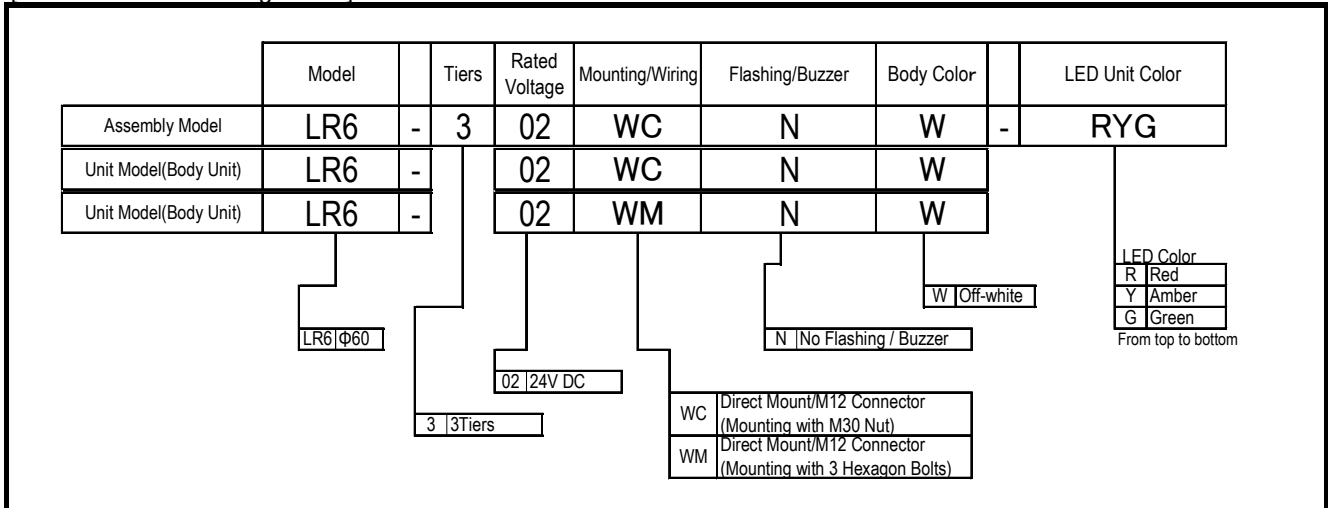 Model Tiers Rated Voltage Mounting/Wiring Flashing/Buzzer Body Color LED Unit Color
Assembly Model LR6 - 3 02 WC N W - RYG
Unit Model(Body Unit) LR6 - 02 WC N W
Unit Model(Body Unit) LR6 - 02 WM N W
LED Color
R Red
Y Amber
G Green
From top to bottom
W Off-white
LR6 Φ60
N No Flashing / Buzzer
02 24V DC
3 3Tiers
WC Direct Mount/M12 Connector
(Mounting with M30 Nut)
WM Direct Mount/M12 Connector
(Mounting with 3 Hexagon Bolts)